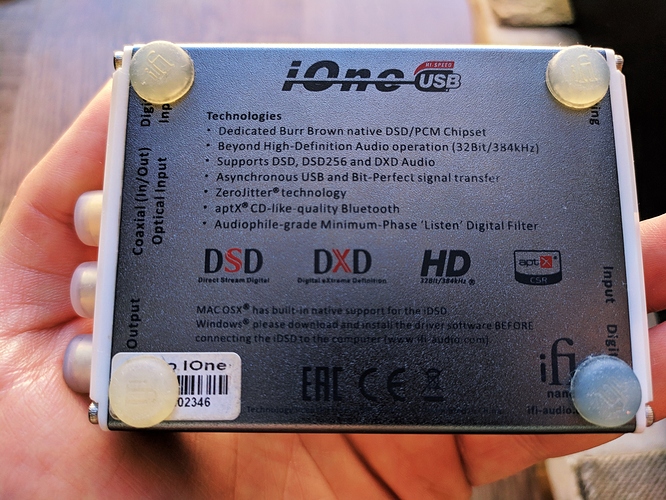 iOne HI-SPEED USB
Technologies
• Dedicated Burr Brown native DSD/PCM Chipset
• Beyond High-Definition Audio operation (32Bit/384kHz)
• Supports DSD, DSD256 and DXD Audio
• Asynchronous USB and Bit-Perfect signal transfer
• ZeroJitter® technology
• aptX® CD-like-quality Bluetooth
• Audiophile-grade Minimum-Phase 'Listen' Digital Filter
Coaxial (In/Out)
Optical Input
Output
Input
DSD DXD HD aptX
Direct Stream Digital Digital eXtreme Definition 32Bit/384kHz® CSR
MAC OSX® has built-in native support for the iDSD.
Windows® please download and install the driver software BEFORE
connecting the iDSD to the computer (www.ifi-audio.com)
iOne
02346
EAC CE
ifi
nano
ifi-audio.